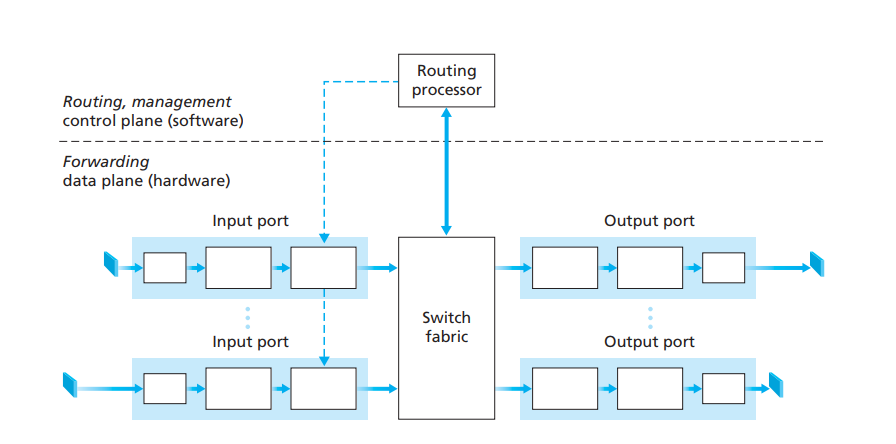 Routing
processor
Routing, management
control plane (software)
Forwarding
data plane (hardware)
Input port
Output port
Switch
fabric
Input port
Output port